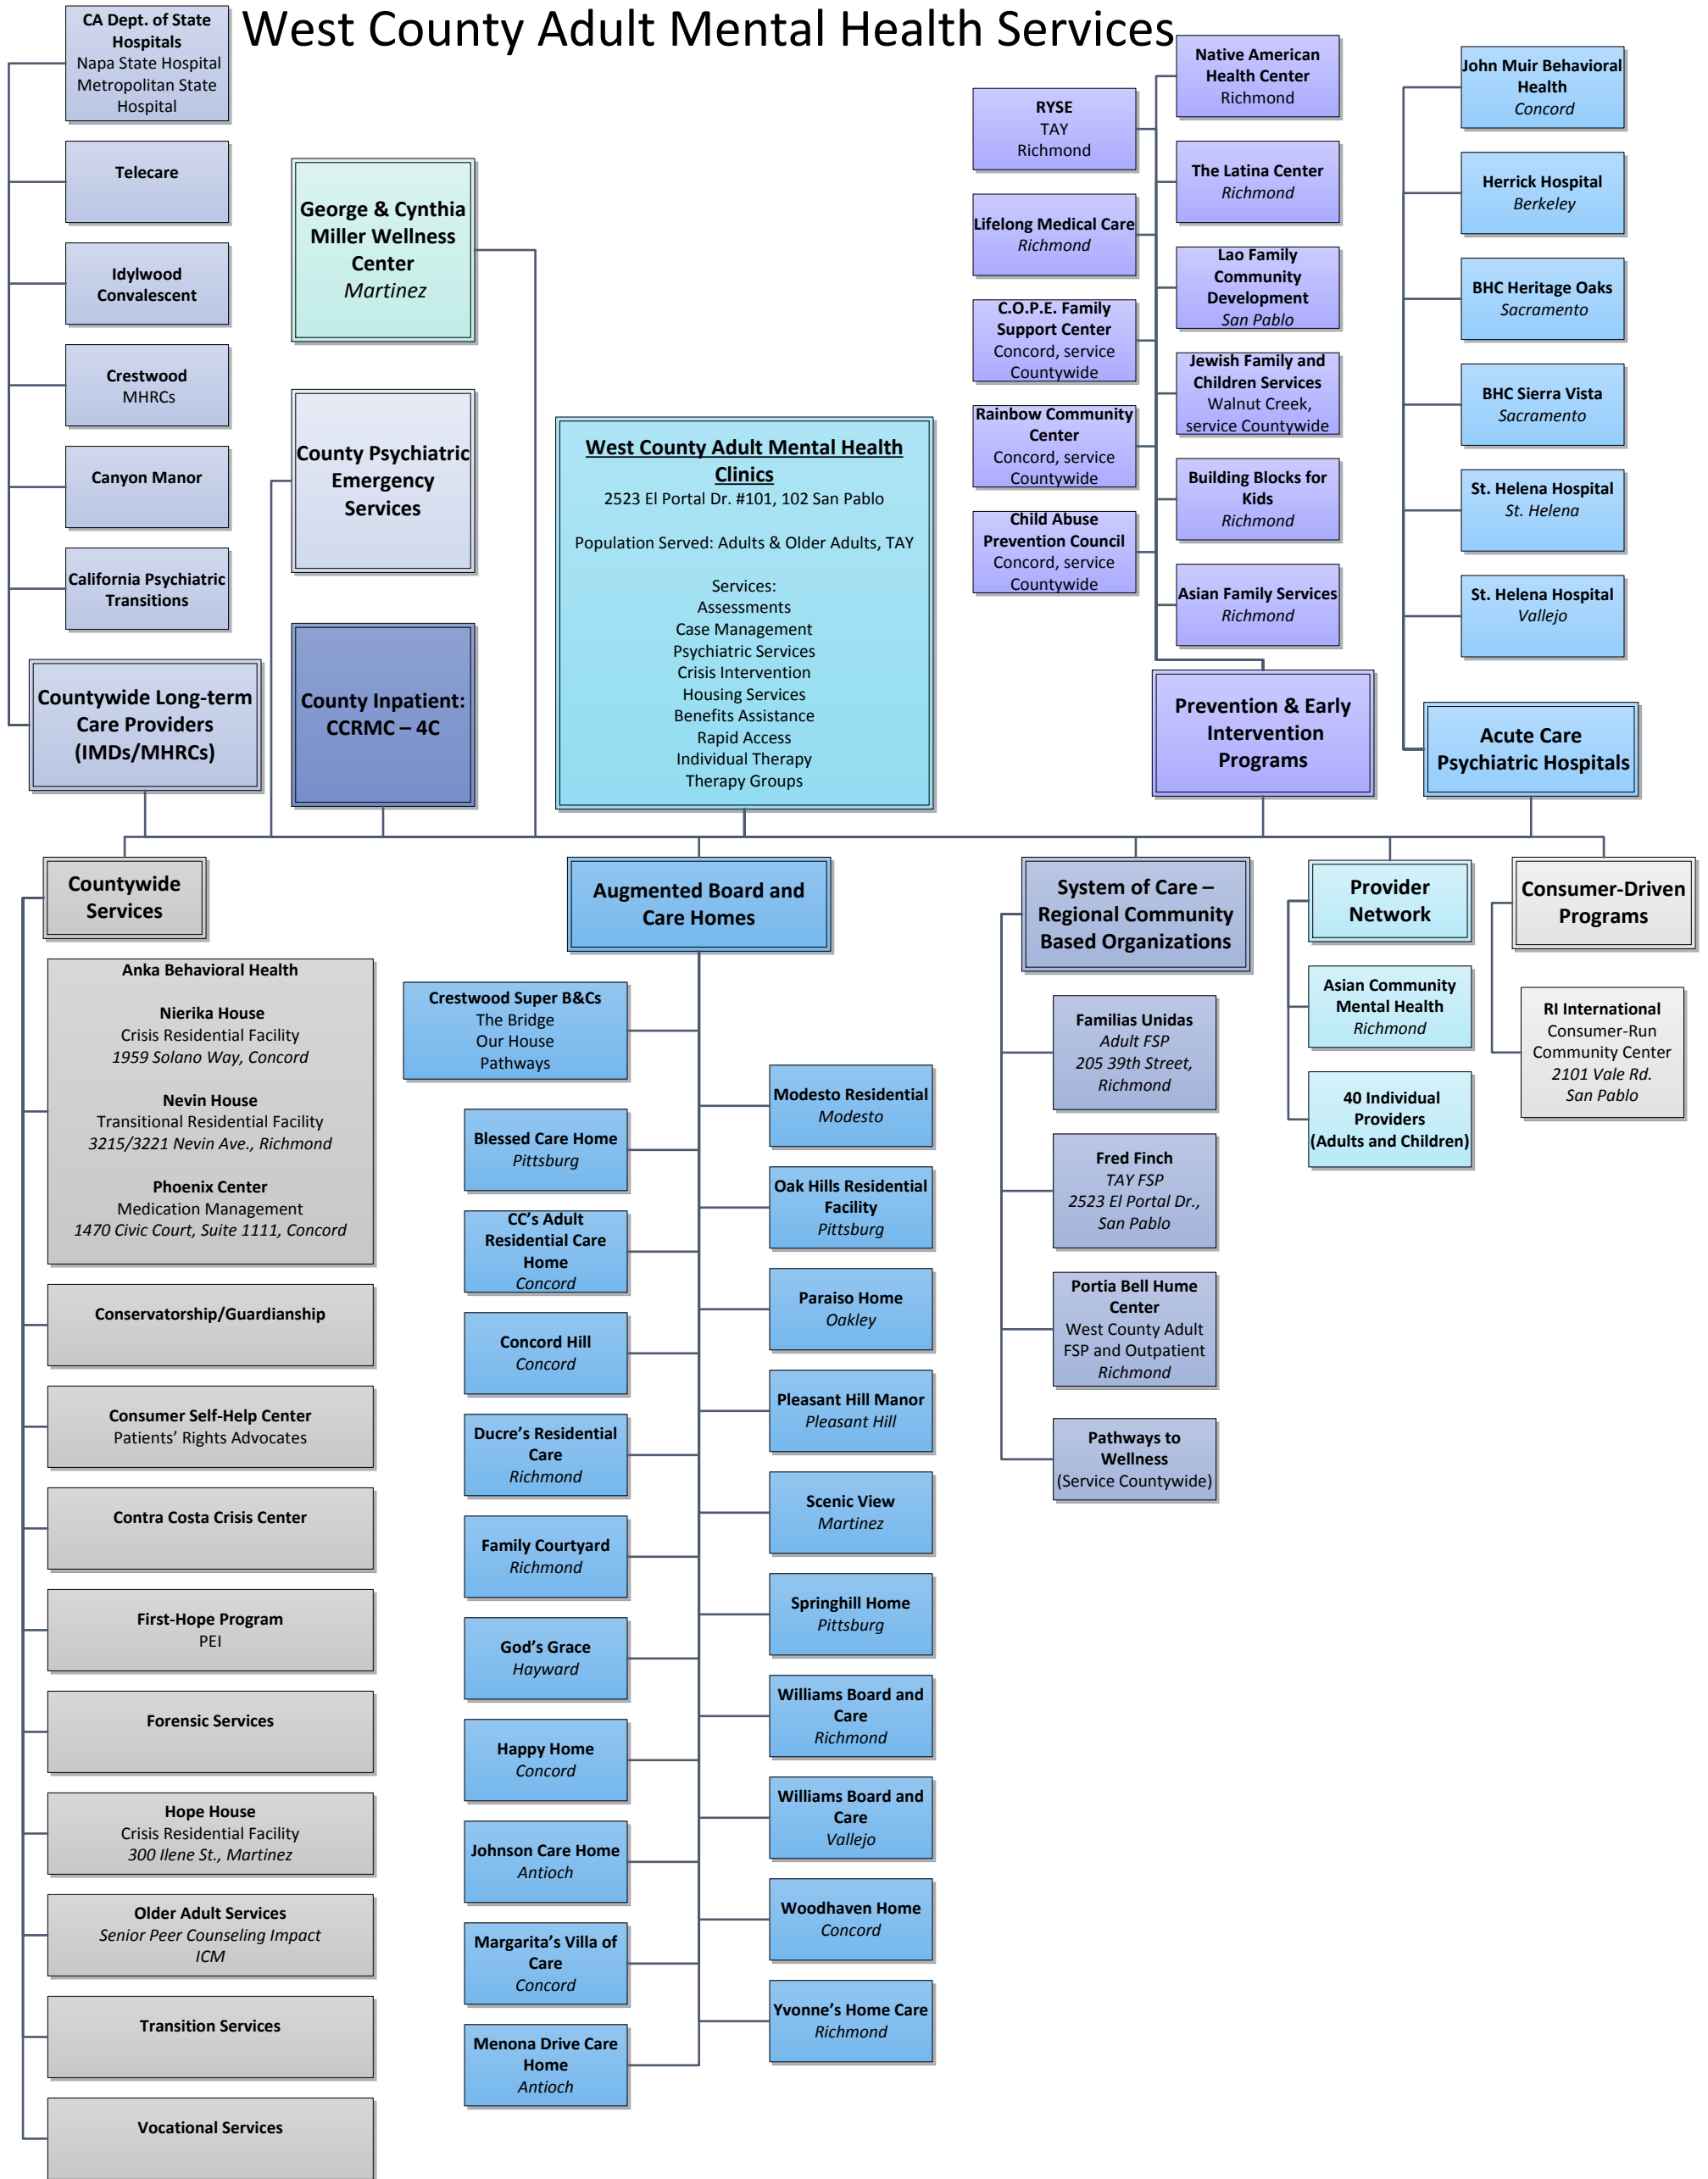 West County Adult Mental Health Services
CA Dept. of State
Hospitals
Napa State Hospital
Metropolitan State
Hospital
Telecare
Idylwood
Convalescent
Crestwood
MHRCs
Canyon Manor
California Psychiatric
Transitions
Countywide Long-term
Care Providers
(IMDs/MHRCs)
George & Cynthia
Miller Wellness
Center
Martinez
County Psychiatric
Emergency
Services
County Inpatient:
CCRMC – 4C
West County Adult Mental Health
Clinics
2523 El Portal Dr. #101, 102 San Pablo
Population Served: Adults & Older Adults, TAY
Services:
Assessments
Case Management
Psychiatric Services
Crisis Intervention
Housing Services
Benefits Assistance
Rapid Access
Individual Therapy
Therapy Groups
RYSE
TAY
Richmond
Lifelong Medical Care
Richmond
C.O.P.E. Family
Support Center
Concord, service
Countywide
Rainbow Community
Center
Concord, service
Countywide
Child Abuse
Prevention Council
Concord, service
Countywide
Native American
Health Center
Richmond
The Latina Center
Richmond
Lao Family
Community
Development
San Pablo
Jewish Family and
Children Services
Walnut Creek,
service Countywide
Building Blocks for
Kids
Richmond
Asian Family Services
Richmond
Prevention & Early
Intervention
Programs
John Muir Behavioral
Health
Concord
Herrick Hospital
Berkeley
BHC Heritage Oaks
Sacramento
BHC Sierra Vista
Sacramento
St. Helena Hospital
St. Helena
St. Helena Hospital
Vallejo
Acute Care
Psychiatric Hospitals
Countywide
Services
Anka Behavioral Health
Nierika House
Crisis Residential Facility
1959 Solano Way, Concord
Nevin House
Transitional Residential Facility
3215/3221 Nevin Ave., Richmond
Phoenix Center
Medication Management
1470 Civic Court, Suite 1111, Concord
Conservatorship/Guardianship
Consumer Self-Help Center
Patients’ Rights Advocates
Contra Costa Crisis Center
First-Hope Program
PEI
Forensic Services
Hope House
Crisis Residential Facility
300 Ilene St., Martinez
Older Adult Services
Senior Peer Counseling Impact
ICM
Transition Services
Vocational Services
Augmented Board and
Care Homes
Crestwood Super B&Cs
The Bridge
Our House
Pathways
Blessed Care Home
Pittsburg
CC’s Adult
Residential Care
Home
Concord
Concord Hill
Concord
Ducre’s Residential
Care
Richmond
Family Courtyard
Richmond
God’s Grace
Hayward
Happy Home
Concord
Johnson Care Home
Antioch
Margarita’s Villa of
Care
Concord
Menona Drive Care
Home
Antioch
Modesto Residential
Modesto
Oak Hills Residential
Facility
Pittsburg
Paraiso Home
Oakley
Pleasant Hill Manor
Pleasant Hill
Scenic View
Martinez
Springhill Home
Pittsburg
Williams Board and
Care
Richmond
Williams Board and
Care
Vallejo
Woodhaven Home
Concord
Yvonne’s Home Care
Richmond
System of Care –
Regional Community
Based Organizations
Familias Unidas
Adult FSP
205 39th Street,
Richmond
Fred Finch
TAY FSP
2523 El Portal Dr.,
San Pablo
Portia Bell Hume
Center
West County Adult
FSP and Outpatient
Richmond
Pathways to
Wellness
(Service Countywide)
Provider
Network
Asian Community
Mental Health
Richmond
40 Individual
Providers
(Adults and Children)
Consumer-Driven
Programs
RI International
Consumer-Run
Community Center
2101 Vale Rd.
San Pablo